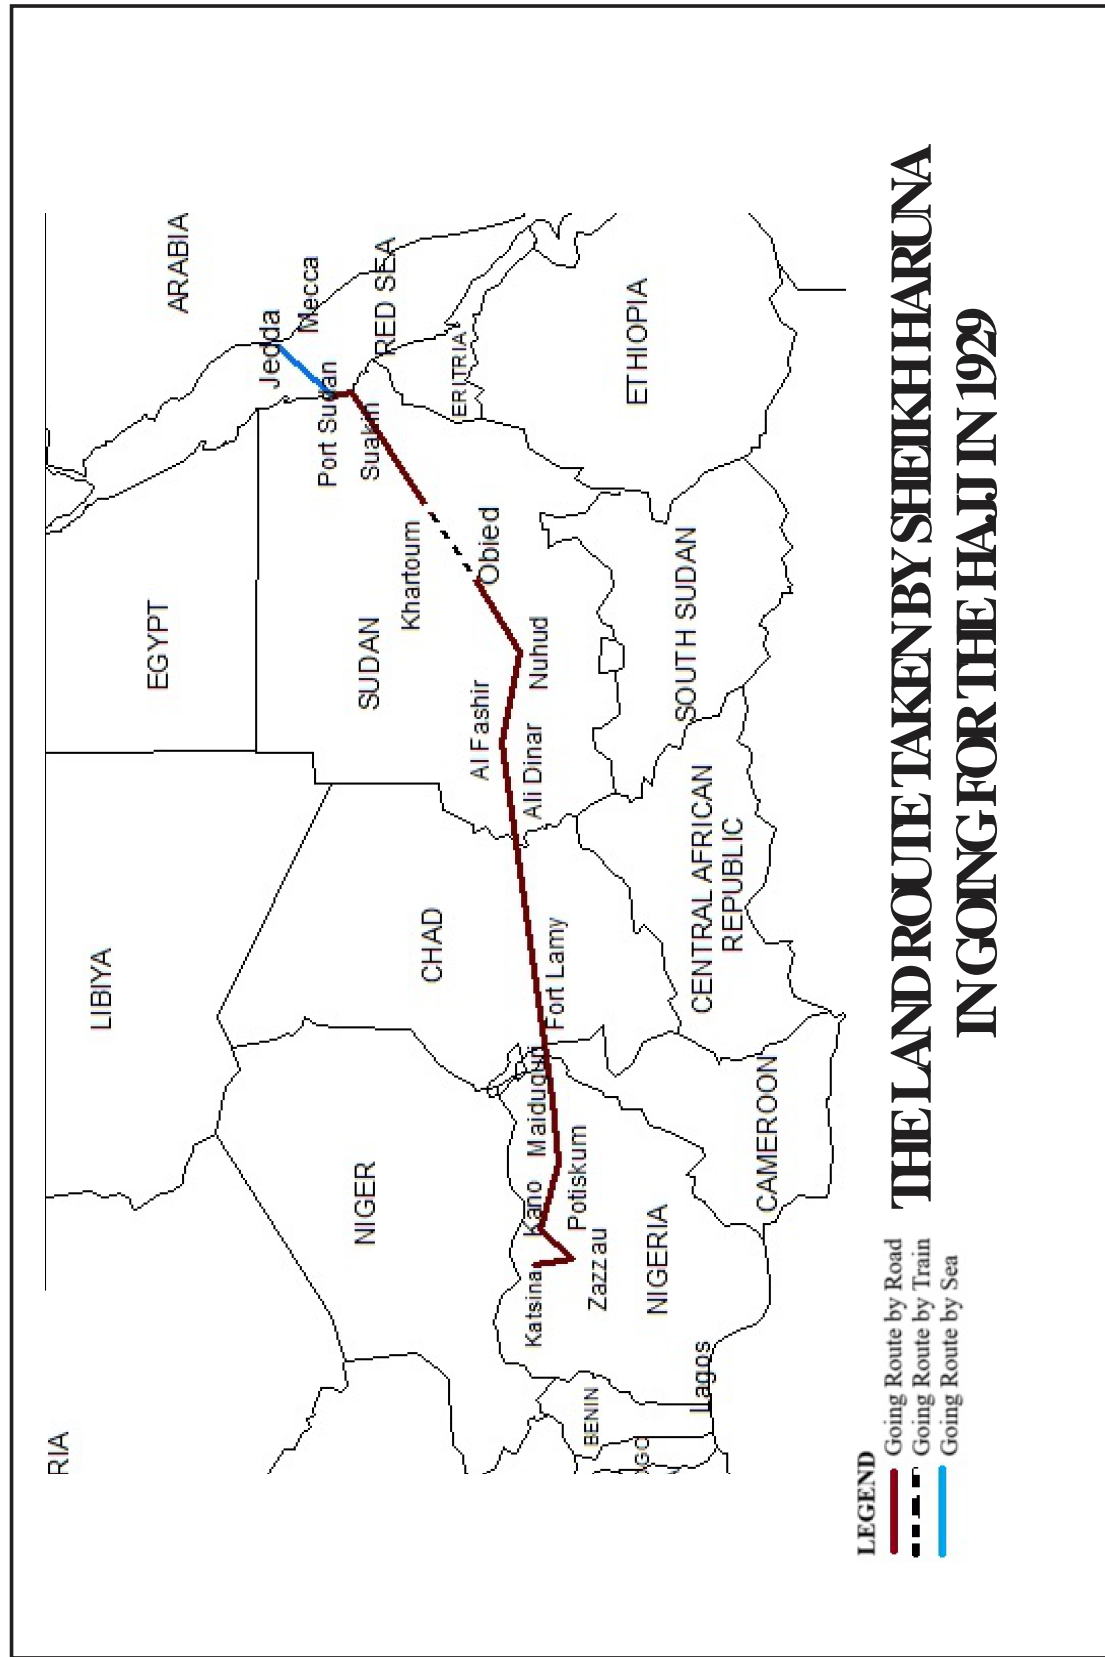 RIA
LIBIYA
EGYPT
ARABIA
Jedda
Mecca
Port Sudan
RED SEA
Suakin
ERITRIA
NIGER
CHAD
SUDAN
Khartoum
Obied
ETHIOPIA
Al Fashir
Nuhud
Ali Dinar
Katsina
Kano
Maiduguri
Fort Lamy
Potiskum
Zazzau
NIGERIA
BENIN
GO
Lagos
CAMEROON
CENTRAL AFRICAN
REPUBLIC
SOUTH SUDAN
LEGEND
Going Route by Road
Going Route by Train
Going Route by Sea
THE LAND ROUTE TAKEN BY SHEIKH HARUNA
IN GOING FOR THE HAJJ IN 1929